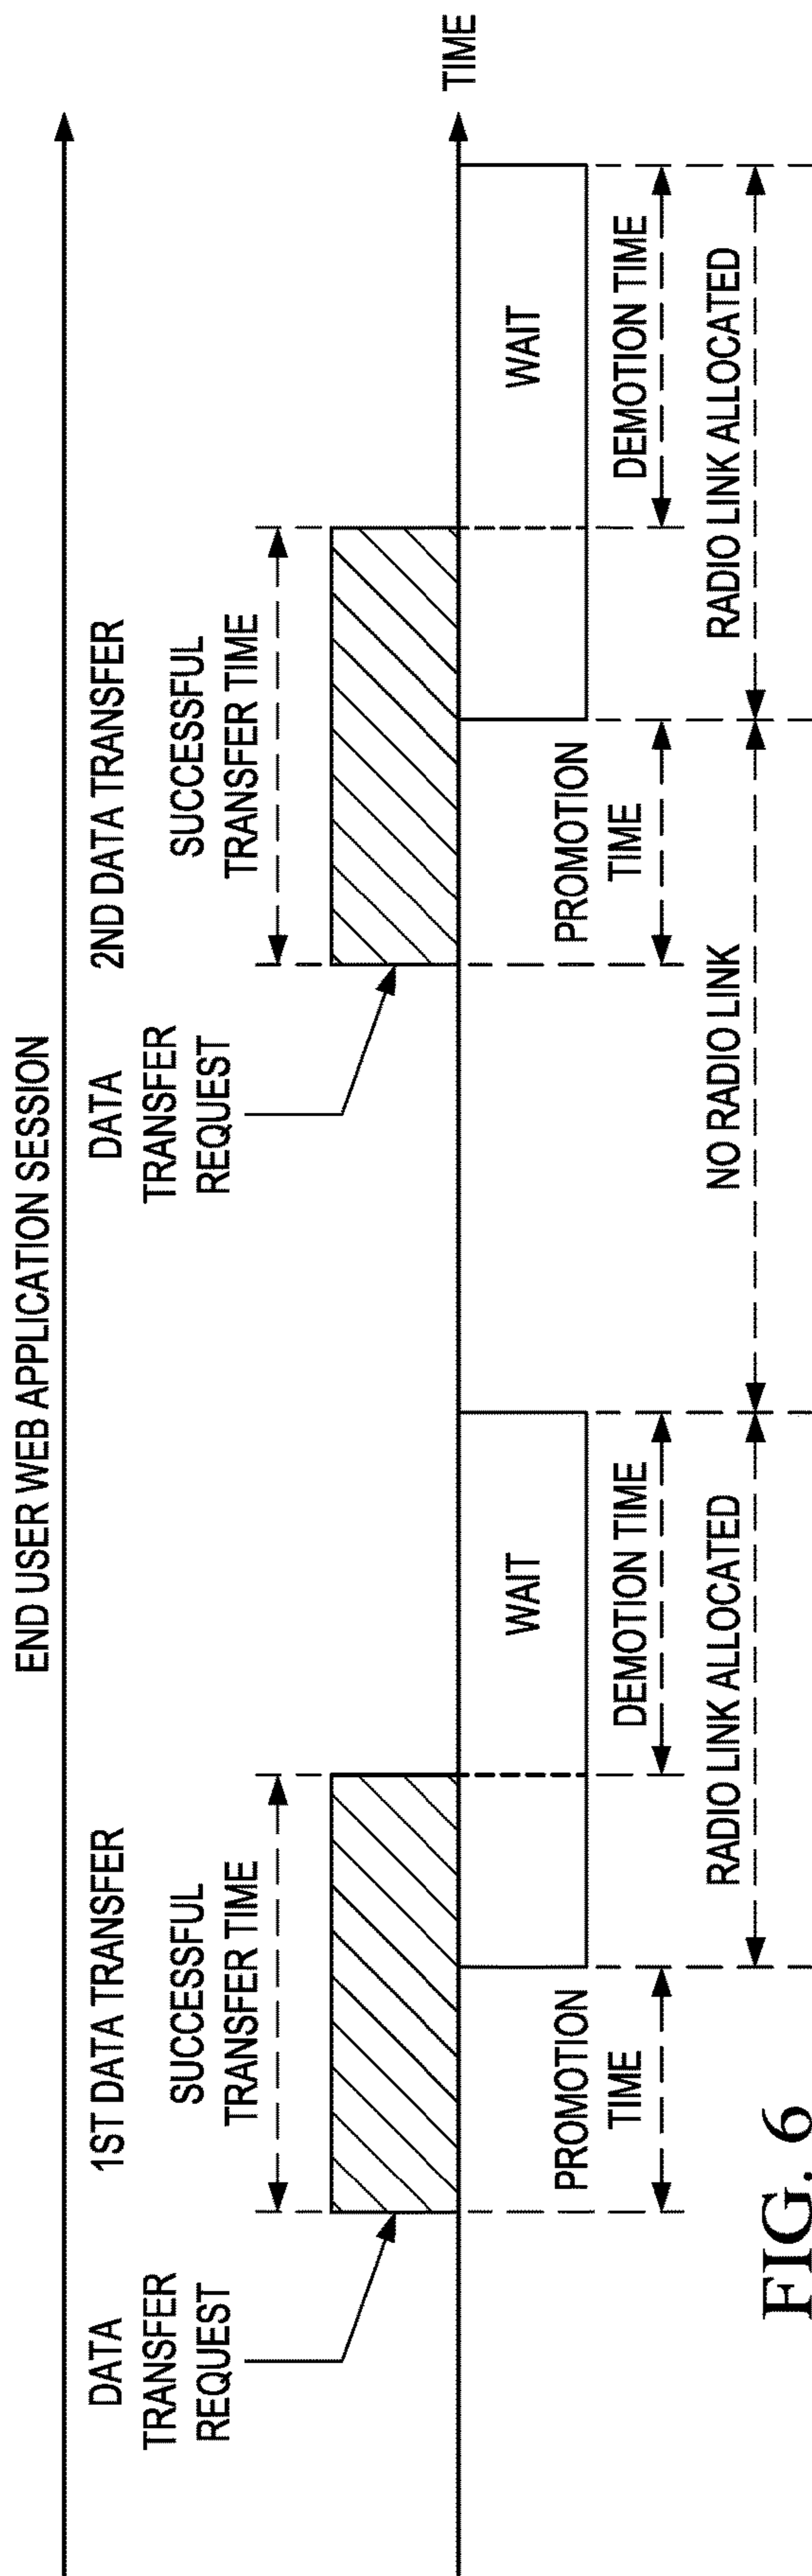 END USER WEB APPLICATION SESSION
DATA
TRANSFER
REQUEST
1ST DATA TRANSFER
SUCCESSFUL
TRANSFER TIME
DATA
TRANSFER
REQUEST
2ND DATA TRANSFER
SUCCESSFUL
TRANSFER TIME
TIME
WAIT
WAIT
PROMOTION
TIME
DEMOTION TIME
PROMOTION
TIME
DEMOTION TIME
RADIO LINK ALLOCATED
NO RADIO LINK
RADIO LINK ALLOCATED
FIG. 6